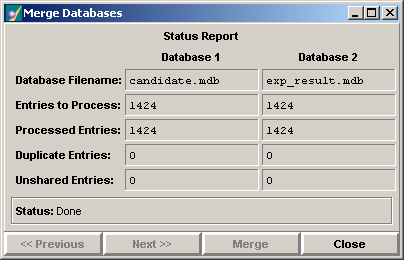 Merge Databases
Status Report
Database 1 Database 2
Database Filename: candidate.mdb exp_result.mdb
Entries to Process: 1424 1424
Processed Entries: 1424 1424
Duplicate Entries: 0 0
Unshared Entries: 0 0
Status: Done
<< Previous Next >> Merge Close